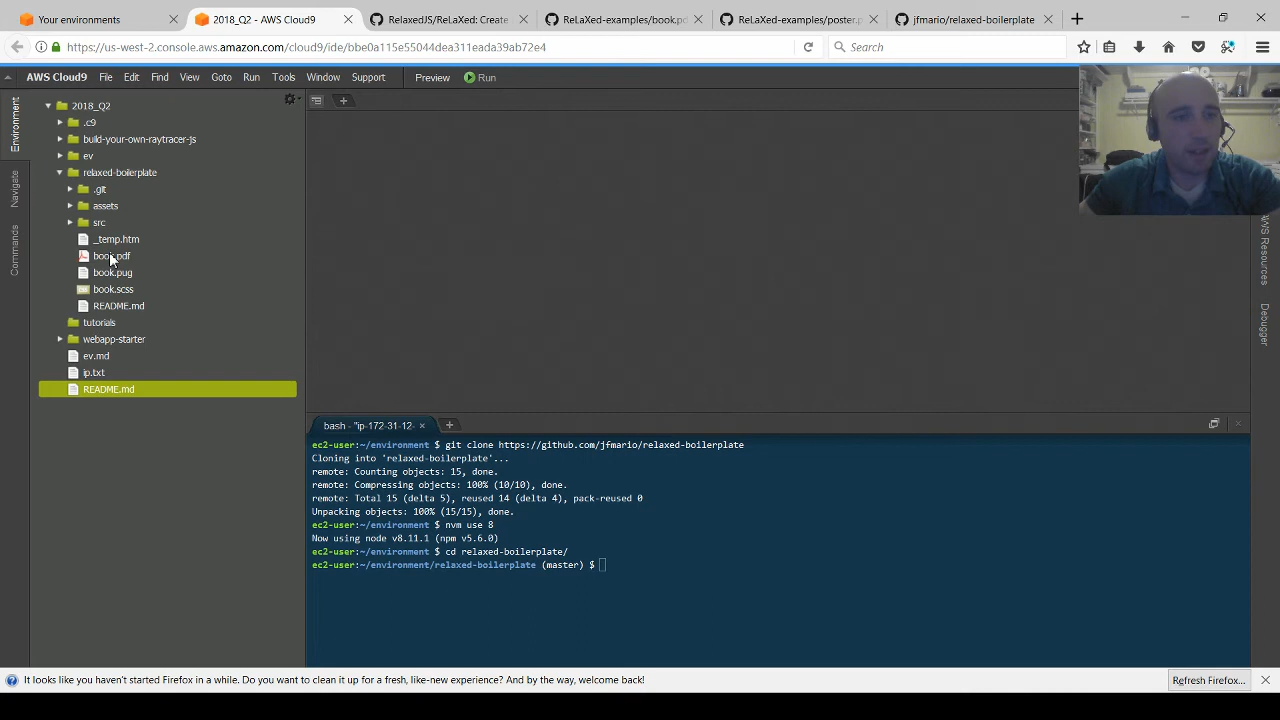 Your environments
2018_Q2 - AWS Cloud9
RelaxedJS/ReLaXed: Create
ReLaXed-examples/book.pd
ReLaXed-examples/poster.p
jfmario/relaxed-boilerplate
https://us-west-2.console.aws.amazon.com/cloud9/ide/bbe0a115e55044dea311eada39ab72e4
Search
AWS Cloud9 File Edit Find View Goto Run Tools Window Support Preview Run
Environment
Navigate
Commands
2018_Q2
.c9
build-your-own-raytracer-js
ev
relaxed-boilerplate
.git
assets
src
_temp.htm
book.pdf
book.pug
book.scss
README.md
tutorials
webapp-starter
ev.md
ip.txt
README.md
AWS Resources
Debugger
bash - "ip-172-31-12-
ec2-user:~/environment $ git clone https://github.com/jfmario/relaxed-boilerplate
Cloning into 'relaxed-boilerplate'...
remote: Counting objects: 15, done.
remote: Compressing objects: 100% (10/10), done.
remote: Total 15 (delta 5), reused 14 (delta 4), pack-reused 0
Unpacking objects: 100% (15/15), done.
ec2-user:~/environment $ nvm use 8
Now using node v8.11.1 (npm v5.6.0)
ec2-user:~/environment $ cd relaxed-boilerplate/
ec2-user:~/environment/relaxed-boilerplate (master) $
It looks like you haven't started Firefox in a while. Do you want to clean it up for a fresh, like-new experience? And by the way, welcome back!
Refresh Firefox...